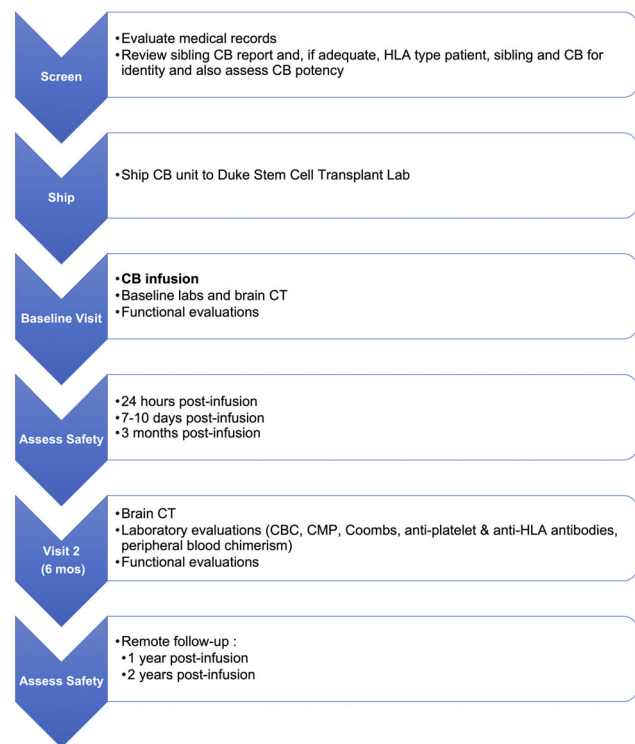 Screen
•Evaluate medical records
•Review sibling CB report and, if adequate, HLA type patient, sibling and CB for
identity and also assess CB potency
Ship
•Ship CB unit to Duke Stem Cell Transplant Lab
Baseline Visit
•CB infusion
•Baseline labs and brain CT
•Functional evaluations
Assess Safety
•24 hours post-infusion
•7-10 days post-infusion
•3 months post-infusion
Visit 2
(6 mos)
•Brain CT
•Laboratory evaluations (CBC, CMP, Coombs, anti-platelet & anti-HLA antibodies,
peripheral blood chimerism)
•Functional evaluations
Assess Safety
•Remote follow-up :
•1 year post-infusion
•2 years post-infusion